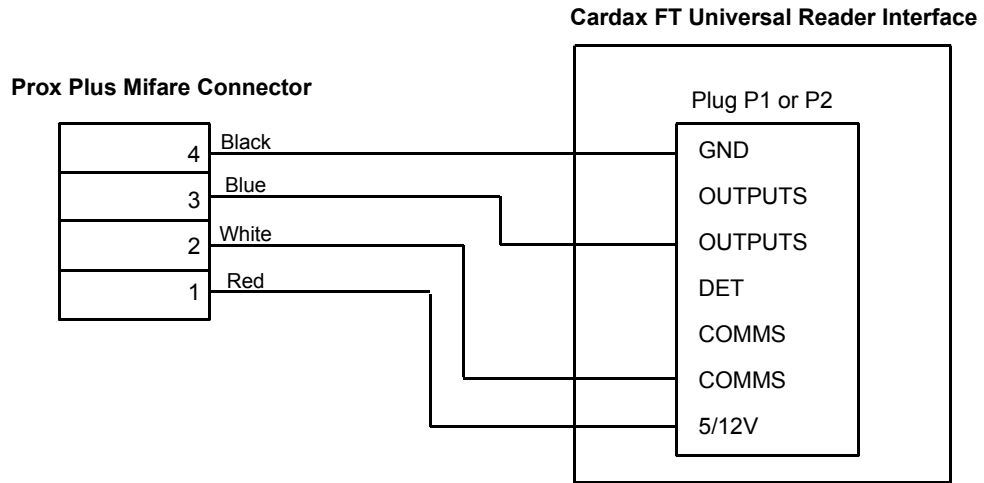 Cardax FT Universal Reader Interface
Prox Plus Mifare Connector
Plug P1 or P2
4 Black
3 Blue
2 White
1 Red
GND
OUTPUTS
OUTPUTS
DET
COMMS
COMMS
5/12V